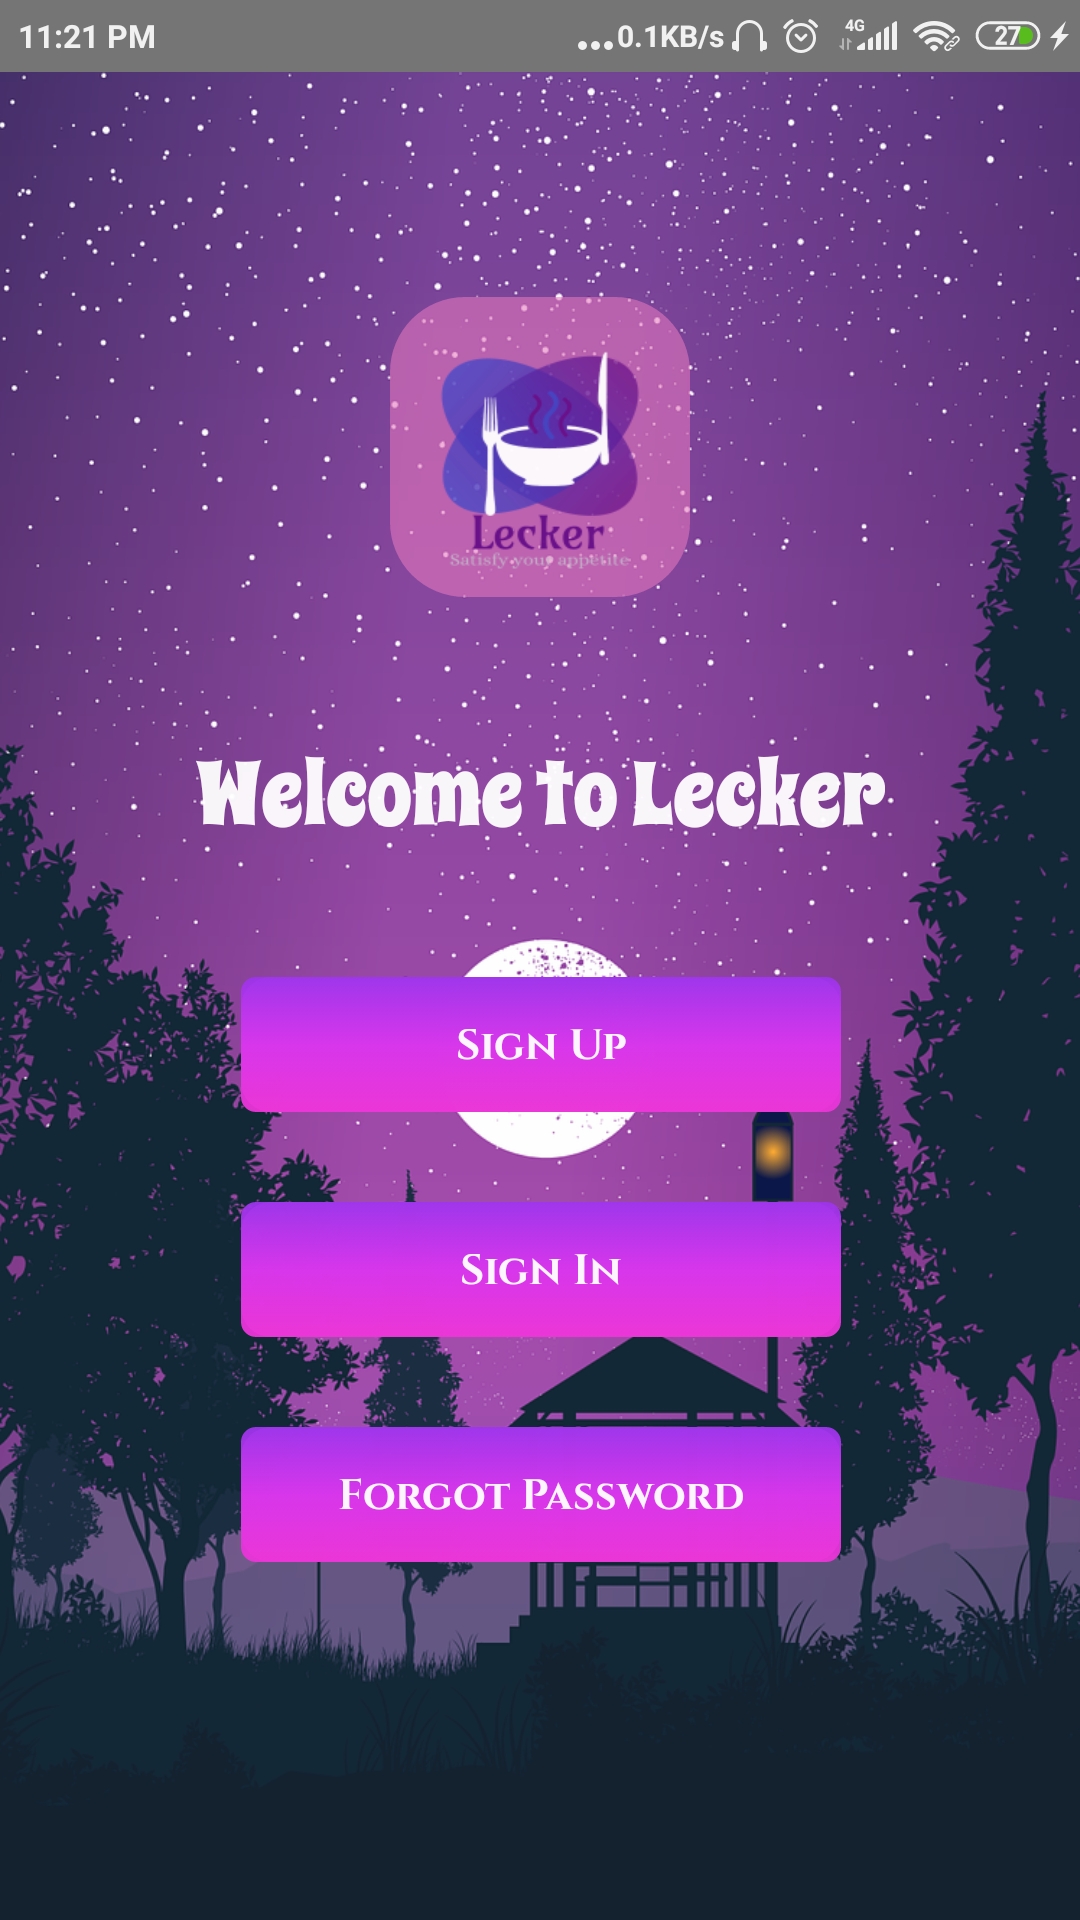 11:21 PM ...0.1KB/s 4G 27
Lecker
Satisfy your appetite
Welcome to Lecker
Sign Up
Sign In
Forgot Password